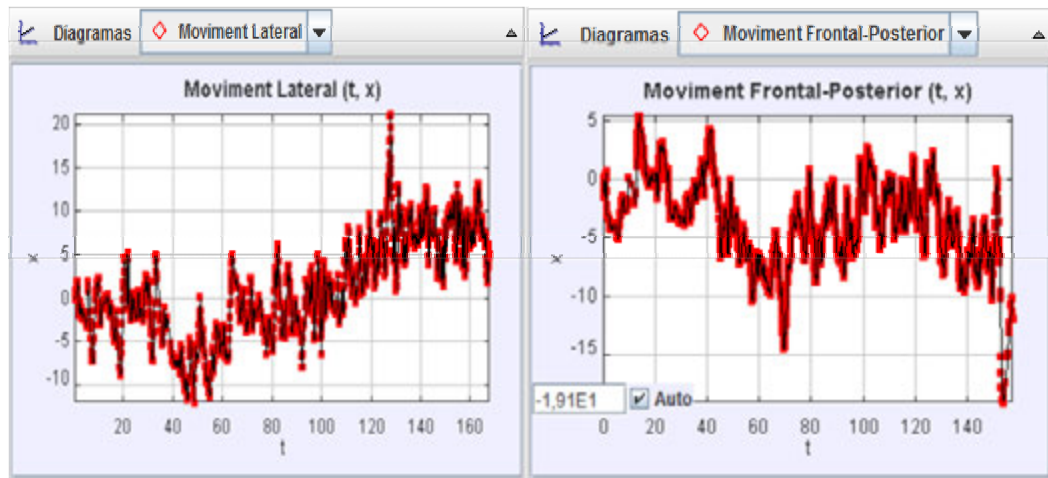 Diagramas Moviment Lateral
Moviment Lateral (t, x)
20
15
10
5
0
-5
-10
x
20 40 60 80 100 120 140 160
t
Diagramas Moviment Frontal-Posterior
Moviment Frontal-Posterior (t, x)
5
0
-5
-10
-15
x
-1,91E1 Auto
0 20 40 60 80 100 120 140
t